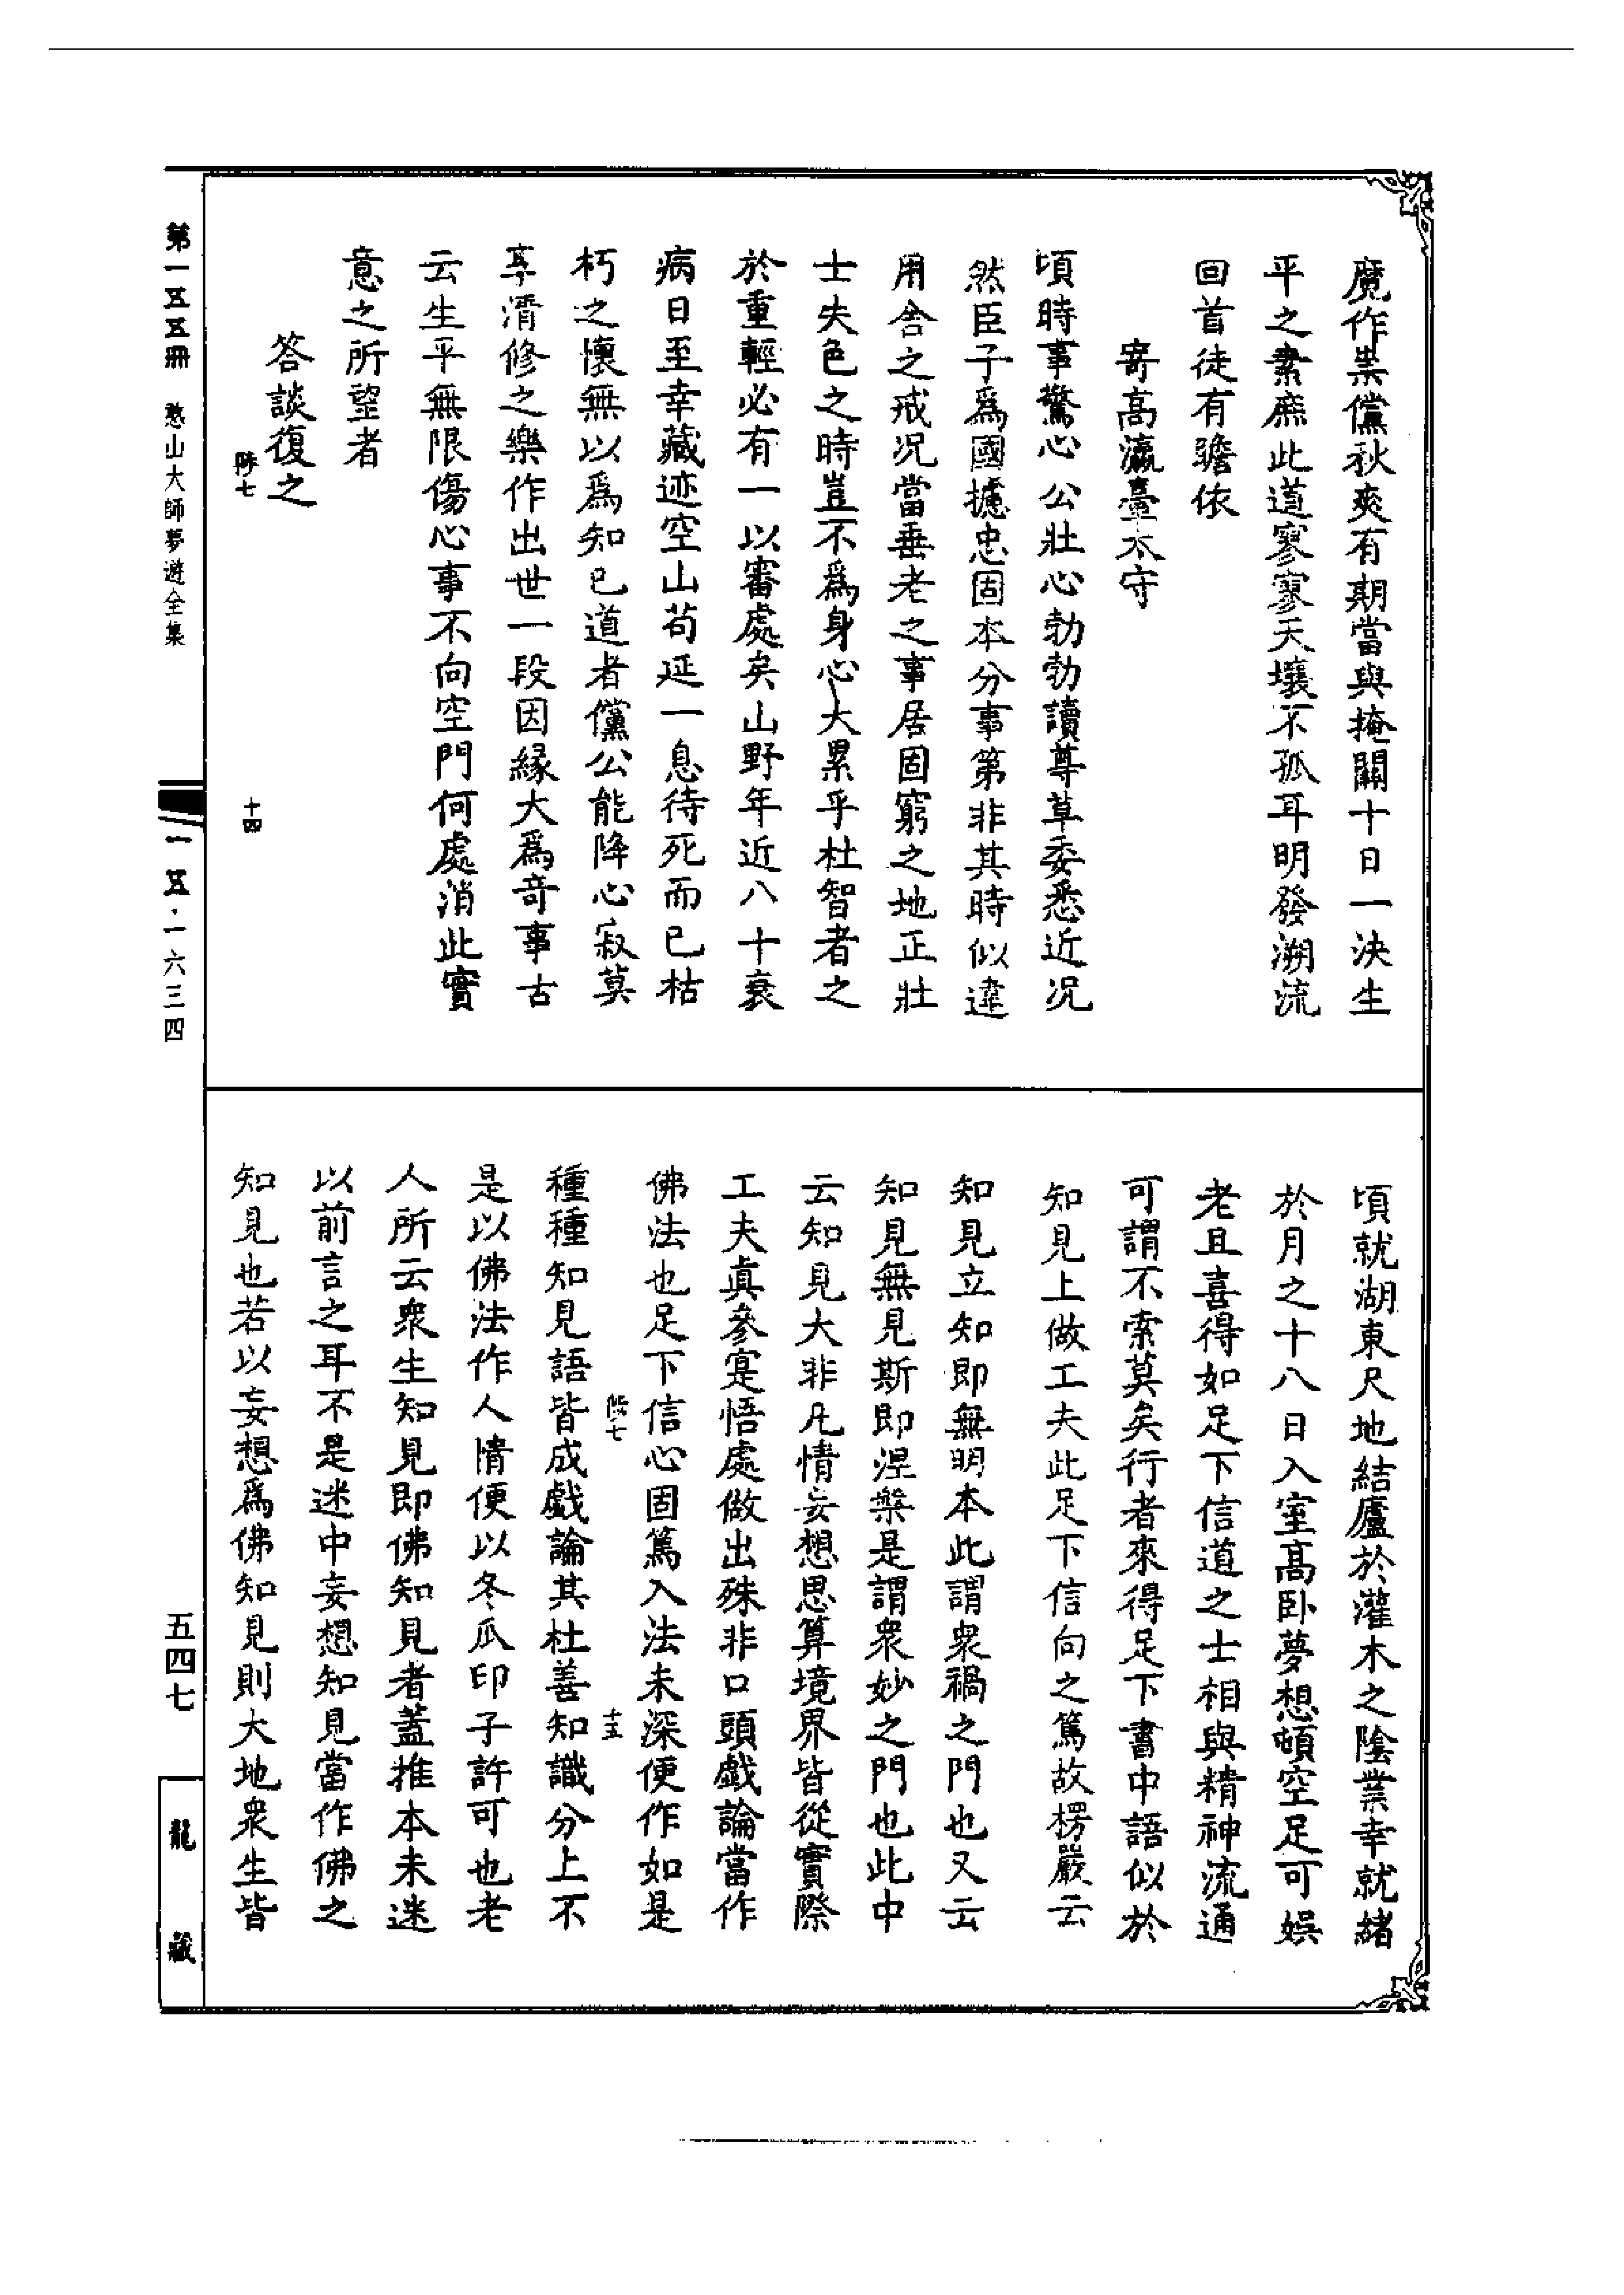 魔作祟儻秋爽有期當與掩關十日一決生
平之素庶此道寥寥天壤不孤耳明發溯流
回首徒有瞻依
寄高瀛臺太守
頃時事驚心公壯心勃勃讀尊草委悉近況
然臣子爲國攄忠固本分事第非其時似違
用舍之戒況當垂老之事居固窮之地正壯
士失色之時豈不爲身心大累乎杜智者之
於重輕必有一以審處矣山野年近八十衰
病日至幸藏迹空山苟延一息待死而已枯
朽之懷無以爲知己道者儻公能降心寂莫
享清修之樂作出世一段因緣大爲奇事古
云生平無限傷心事不向空門何處消此實
意之所望者
答談復之
陟七
十四
頃就湖東尺地結廬於灌木之陰業幸就緒
於月之十八日入室高卧夢想頓空足可娱
老且喜得如足下信道之士相與精神流通
可謂不索莫矣行者來得足下書中語似於
知見上做工夫此足下信向之篤故楞嚴云
知見立知即無明本此謂衆禍之門也又云
知見無見斯即涅槃是謂衆妙之門也此中
云知見大非凡情妄想思算境界皆從實際
工夫眞參寔悟處做出殊非口頭戲論當作
佛法也足下信心固篤入法未深便作如是
陟七
十五
種種知見語皆成戲論其杜善知識分上不
是以佛法作人情便以冬瓜印子許可也老
人所云衆生知見即佛知見者蓋推本未迷
以前言之耳不是迷中妄想知見當作佛之
知見也若以妄想爲佛知見則大地衆生皆
第一五五冊 憨山大師夢遊全集
一五五·一六三四
五四七
龍藏